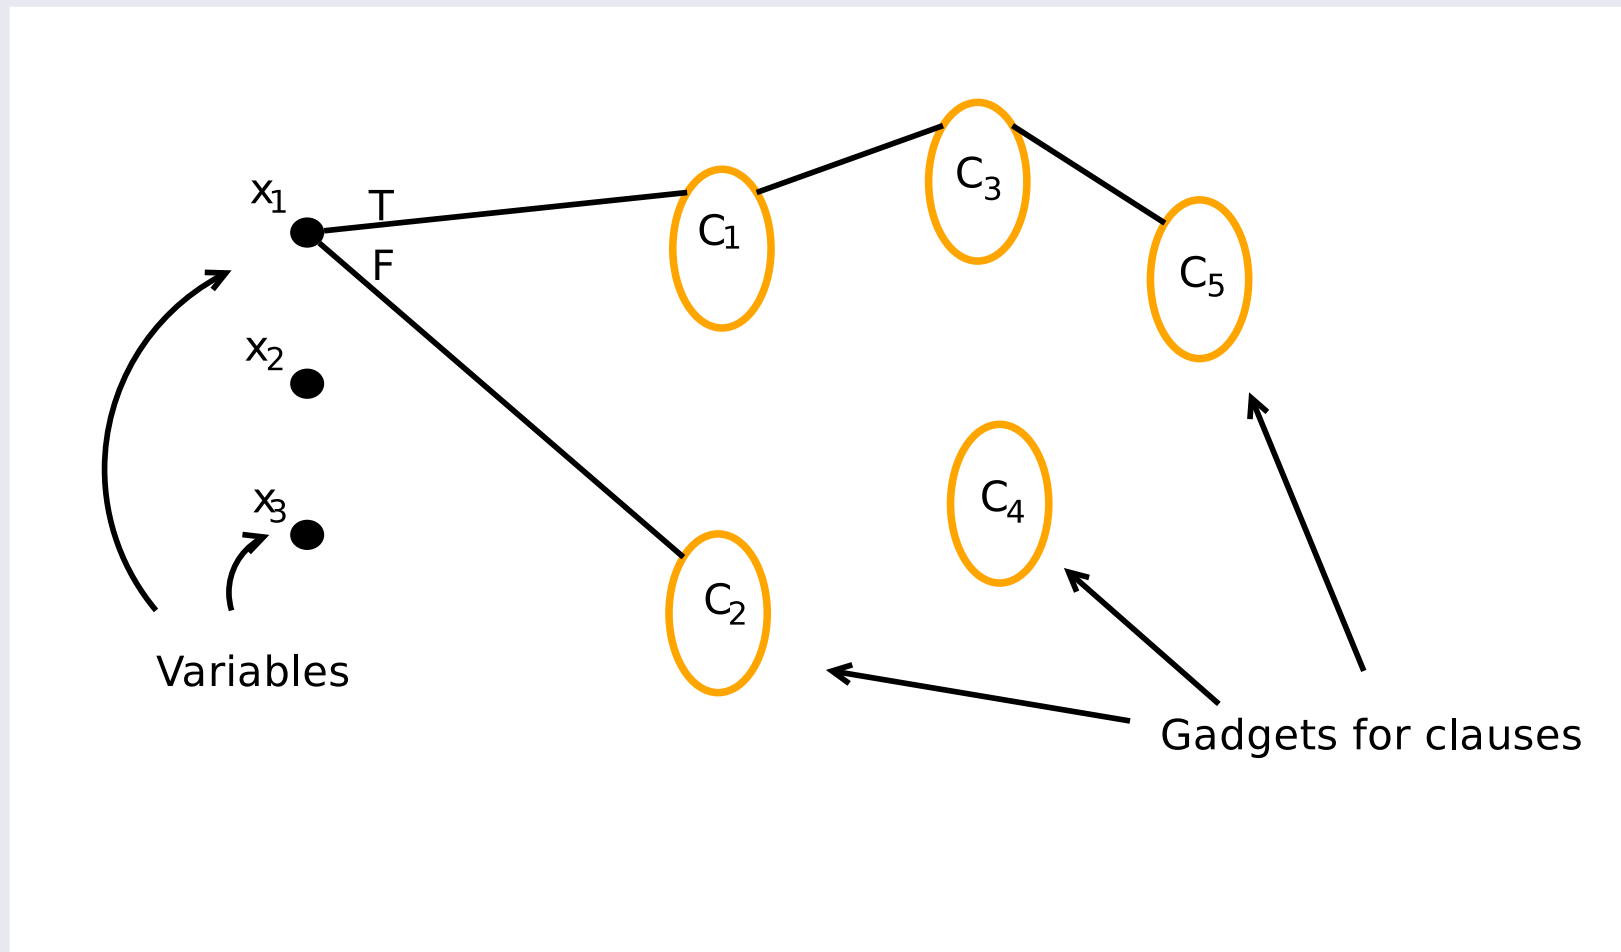 x1
T
F
x2
x3
Variables
C1
C3
C5
C4
C2
Gadgets for clauses